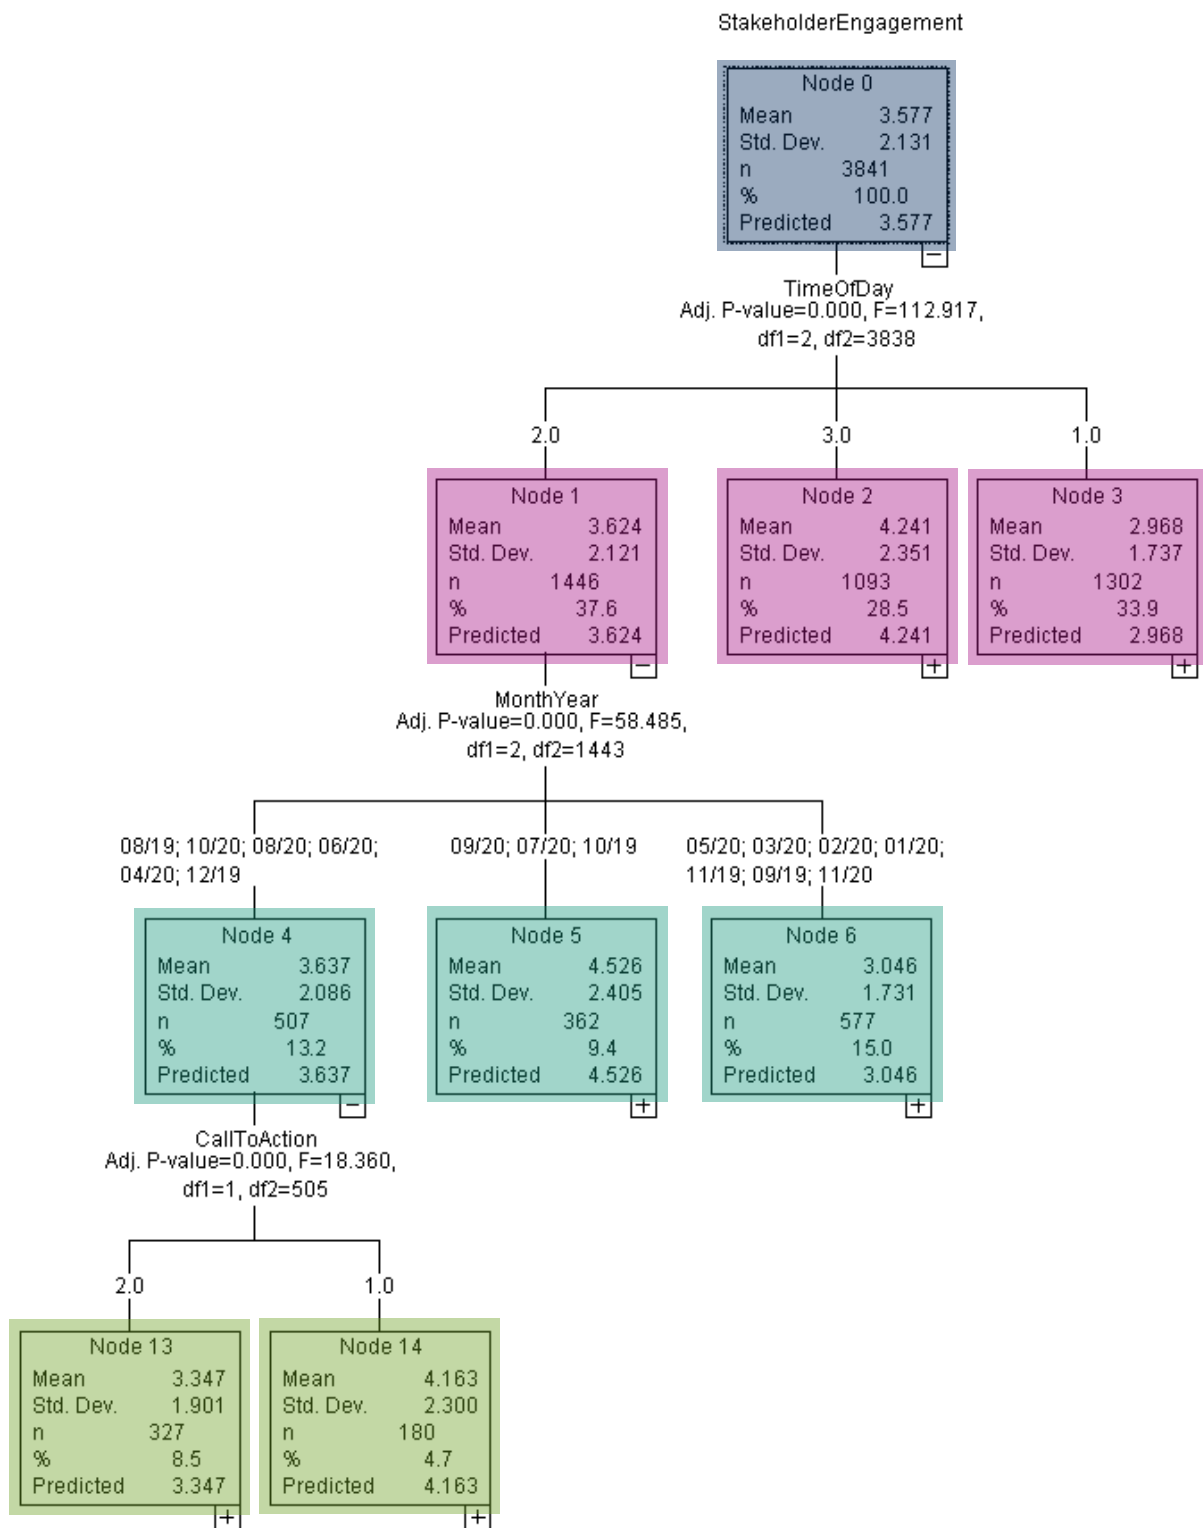 StakeholderEngagement
Node 0
Mean 3.577
Std. Dev. 2.131
n 3841
% 100.0
Predicted 3.577
−
TimeOfDay
Adj. P-value=0.000, F=112.917,
df1=2, df2=3838
2.0
3.0
1.0
Node 1
Mean 3.624
Std. Dev. 2.121
n 1446
% 37.6
Predicted 3.624
−
Node 2
Mean 4.241
Std. Dev. 2.351
n 1093
% 28.5
Predicted 4.241
+
Node 3
Mean 2.968
Std. Dev. 1.737
n 1302
% 33.9
Predicted 2.968
+
MonthYear
Adj. P-value=0.000, F=58.485,
df1=2, df2=1443
08/19; 10/20; 08/20; 06/20;
04/20; 12/19
09/20; 07/20; 10/19
05/20; 03/20; 02/20; 01/20;
11/19; 09/19; 11/20
Node 4
Mean 3.637
Std. Dev. 2.086
n 507
% 13.2
Predicted 3.637
−
Node 5
Mean 4.526
Std. Dev. 2.405
n 362
% 9.4
Predicted 4.526
+
Node 6
Mean 3.046
Std. Dev. 1.731
n 577
% 15.0
Predicted 3.046
+
CallToAction
Adj. P-value=0.000, F=18.360,
df1=1, df2=505
2.0
1.0
Node 13
Mean 3.347
Std. Dev. 1.901
n 327
% 8.5
Predicted 3.347
+
Node 14
Mean 4.163
Std. Dev. 2.300
n 180
% 4.7
Predicted 4.163
+